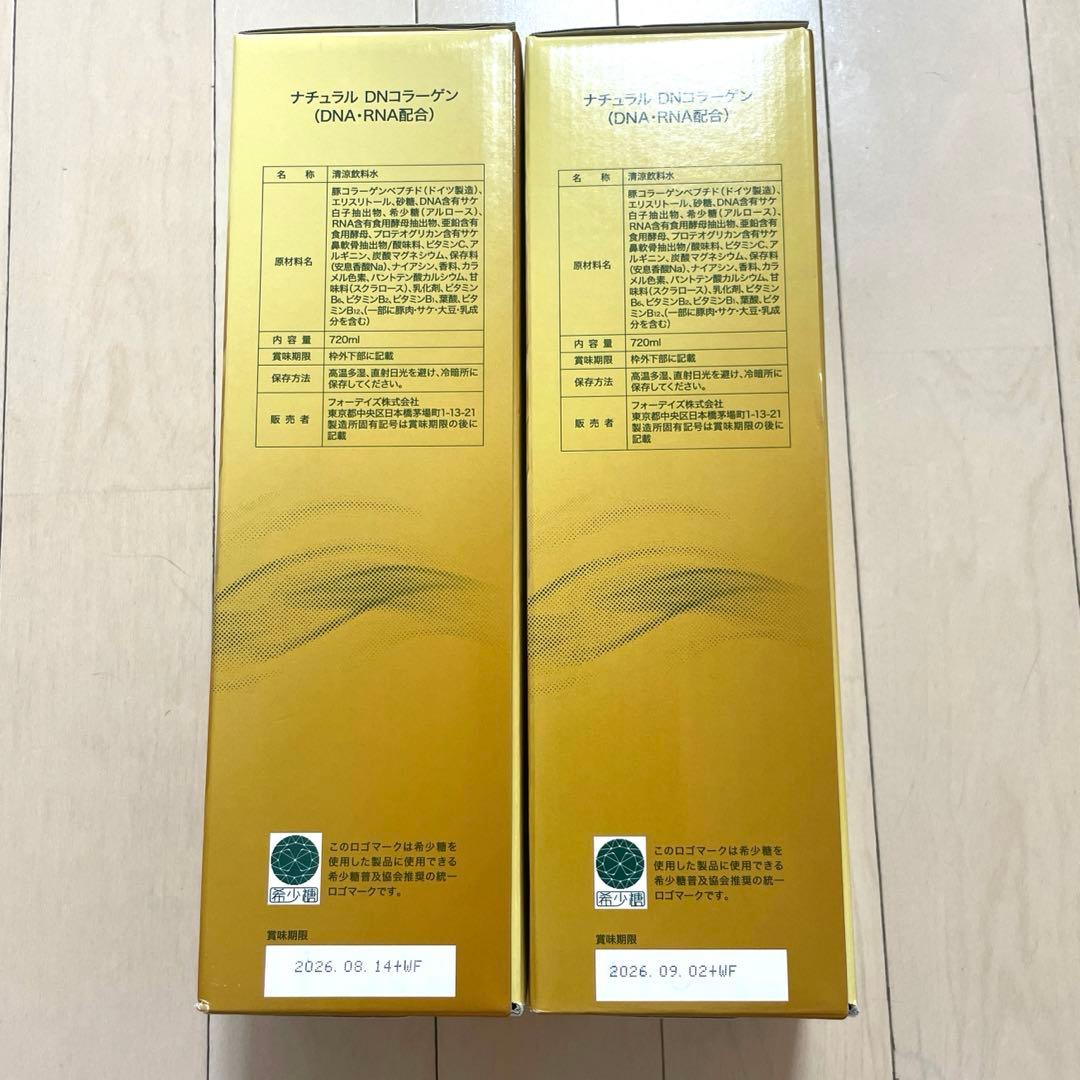 ナチュラル DNコラーゲン
(DNA・RNA配合)
名 称 清涼飲料水
原材料名
豚コラーゲンペプチド(ドイツ製造)、
エリスリトール、砂糖、DNA含有サケ
白子抽出物、希少糖(アルロース)、
RNA含有食用酵母抽出物、亜鉛含有
食用酵母、プロテオグリカン含有サケ
鼻軟骨抽出物/酸味料、ビタミンC、ア
ルギニン、炭酸マグネシウム、保存料
(安息香酸Na)、ナイアシン、香料、カラ
メル色素、パントテン酸カルシウム、甘
味料(スクラロース)、乳化剤、ビタミン
B₆、ビタミンB₂、ビタミンB₁、葉酸、ビタ
ミンB₁₂、(一部に豚肉・サケ・大豆・乳成
分を含む)
内 容 量 720ml
賞味期限 枠外下部に記載
保存方法
高温多湿、直射日光を避け、冷暗所に
保存してください。
販 売 者
フォーデイズ株式会社
東京都中央区日本橋茅場町1-13-21
製造所固有記号は賞味期限の後に
記載
希少糖
このロゴマークは希少糖を
使用した製品に使用できる
希少糖普及協会推奨の統一
ロゴマークです。
賞味期限
2026.08.14+WF
ナチュラル DNコラーゲン
(DNA・RNA配合)
名 称 清涼飲料水
原材料名
豚コラーゲンペプチド(ドイツ製造)、
エリスリトール、砂糖、DNA含有サケ
白子抽出物、希少糖(アルロース)、
RNA含有食用酵母抽出物、亜鉛含有
食用酵母、プロテオグリカン含有サケ
鼻軟骨抽出物/酸味料、ビタミンC、ア
ルギニン、炭酸マグネシウム、保存料
(安息香酸Na)、ナイアシン、香料、カラ
メル色素、パントテン酸カルシウム、甘
味料(スクラロース)、乳化剤、ビタミン
B₆、ビタミンB₂、ビタミンB₁、葉酸、ビタ
ミンB₁₂、(一部に豚肉・サケ・大豆・乳成
分を含む)
内 容 量 720ml
賞味期限 枠外下部に記載
保存方法
高温多湿、直射日光を避け、冷暗所に
保存してください。
販 売 者
フォーデイズ株式会社
東京都中央区日本橋茅場町1-13-21
製造所固有記号は賞味期限の後に
記載
希少糖
このロゴマークは希少糖を
使用した製品に使用できる
希少糖普及協会推奨の統一
ロゴマークです。
賞味期限
2026.09.02+WF